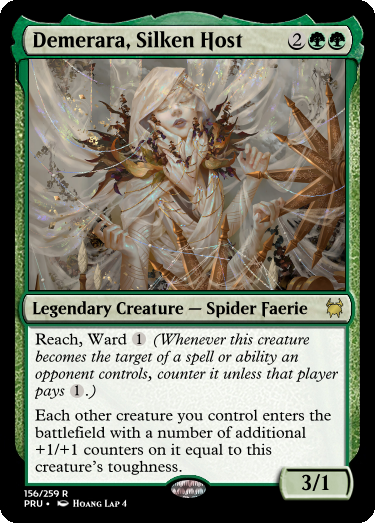 Demerara, Silken Host 2
Legendary Creature — Spider Faerie
Reach, Ward 1 (Whenever this creature
becomes the target of a spell or ability an
opponent controls, counter it unless that player
pays 1.)
Each other creature you control enters the
battlefield with a number of additional
+1/+1 counters on it equal to this
creature's toughness.
3/1
156/259 R
PRU • Hoang Lap 4